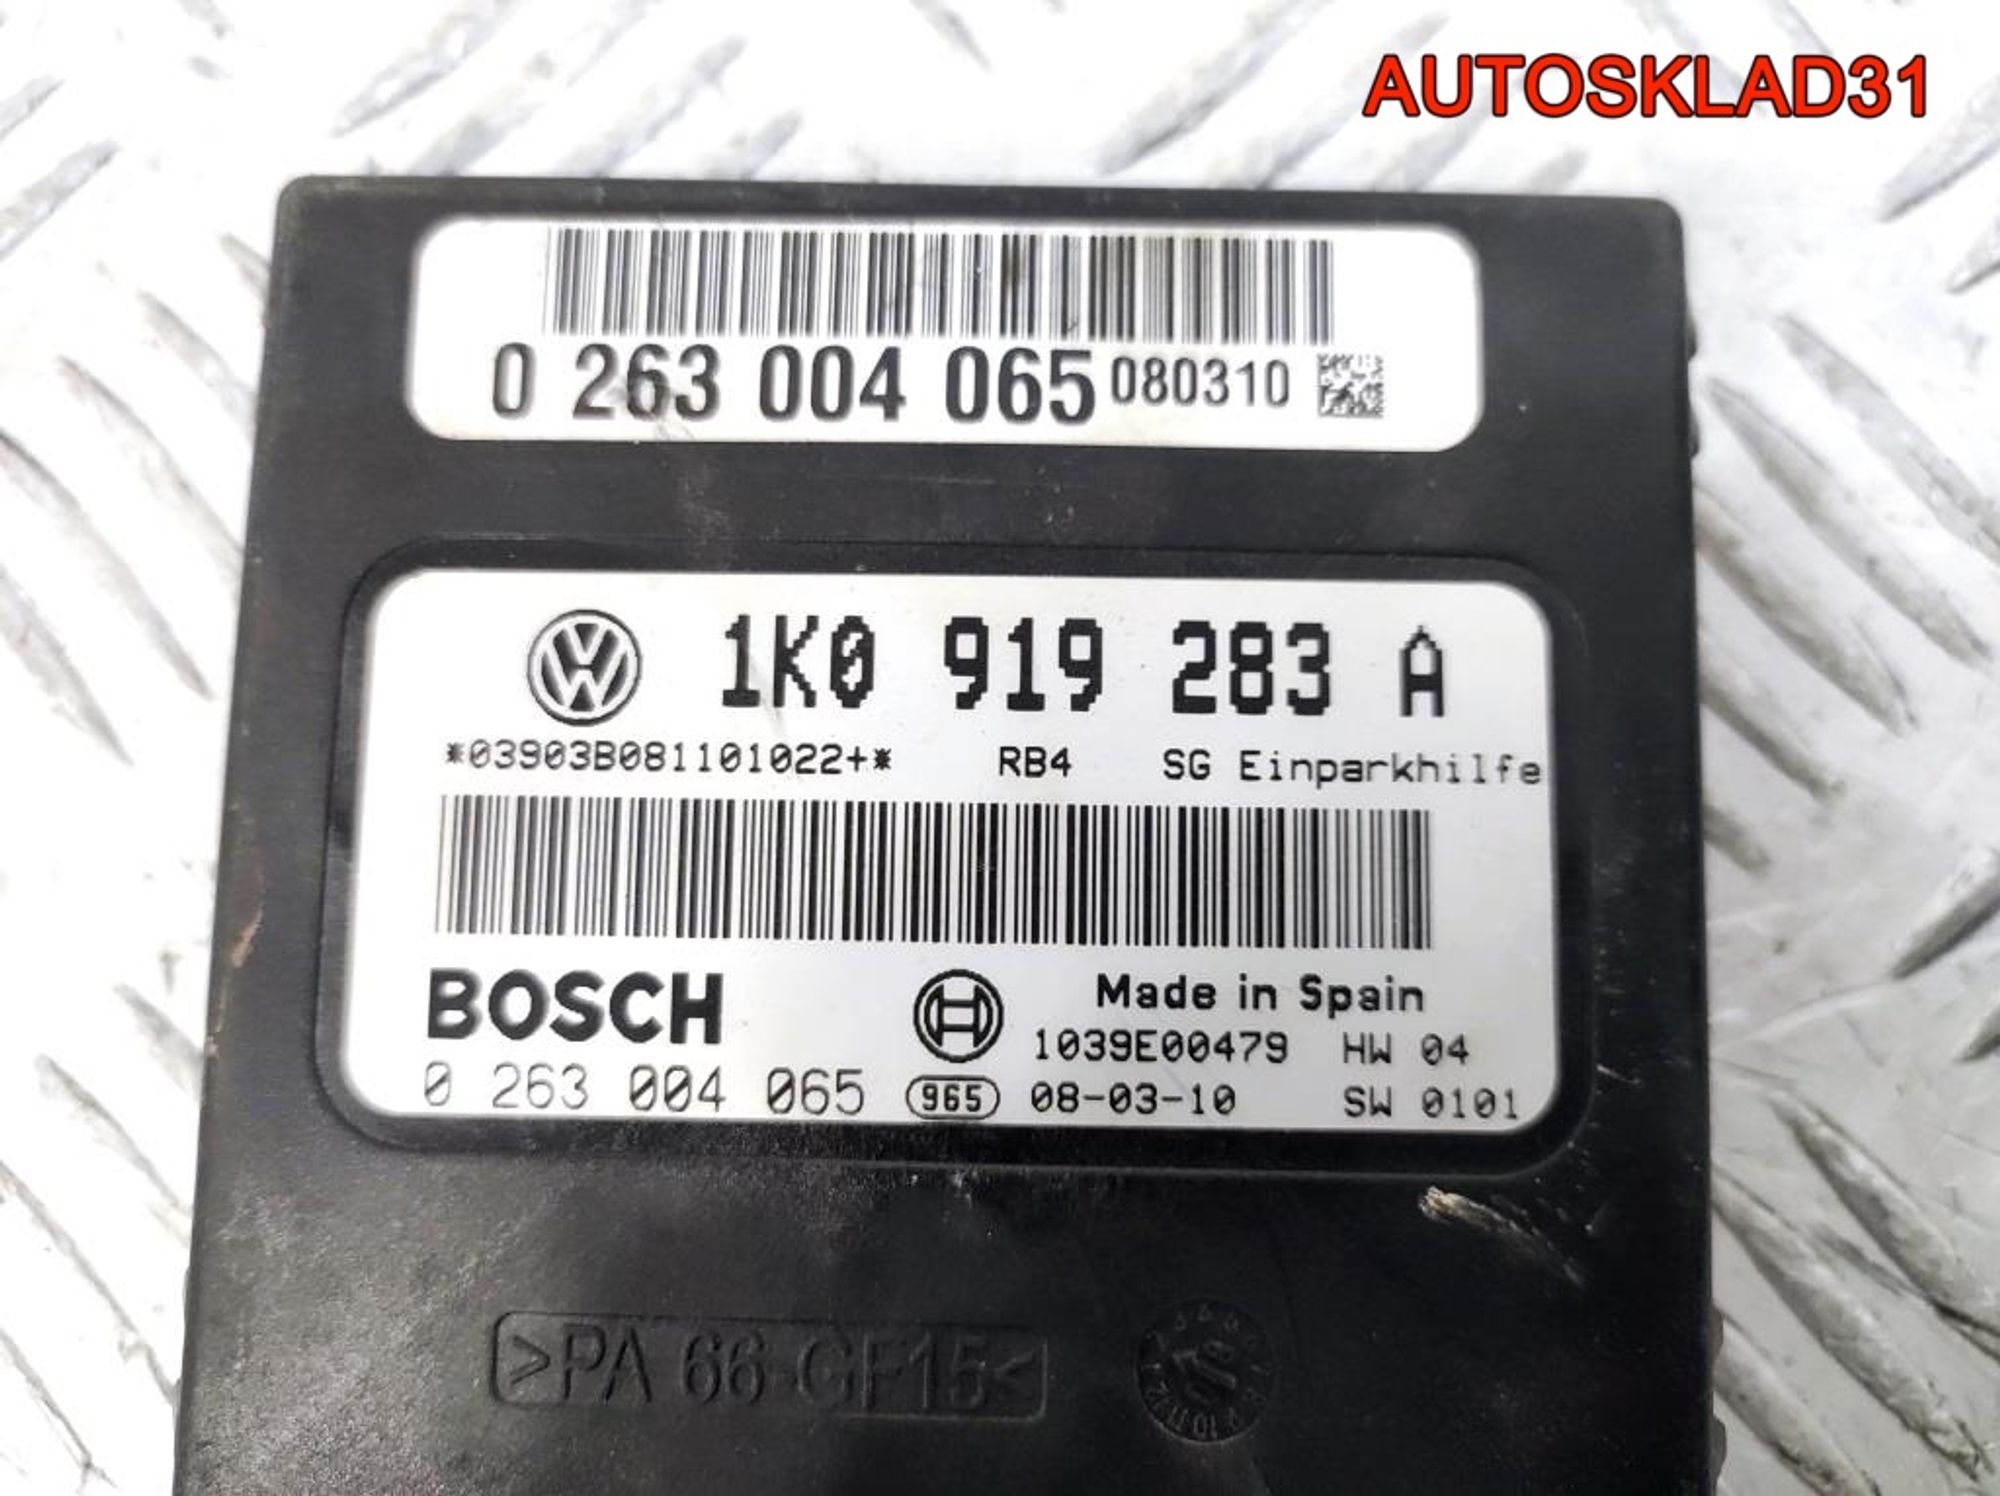 AUTOSKLAD31
0 263 004 065 080310
1K0 919 283 A
*03903B081101022+* RB4 SG Einparkhilfe
BOSCH Made in Spain
1039E00479 HW 04
0 263 004 065 965 08-03-10 SW 0101
>PA 66-GF15<